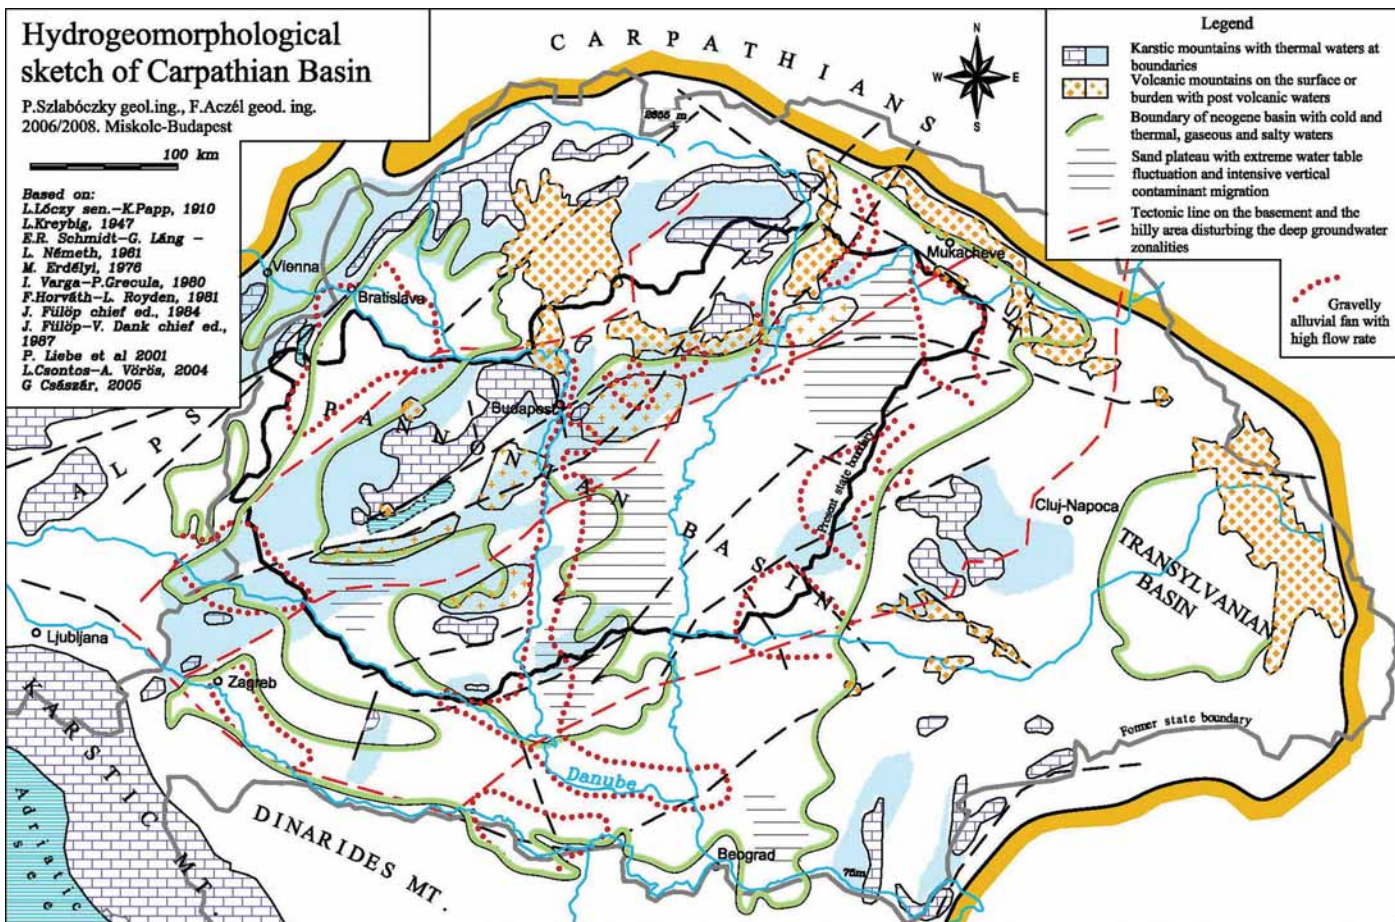 Hydrogeomorphological
sketch of Carpathian Basin
P.Szlabóczky geol.ing., F.Aczél geod. ing.
2006/2008. Miskolc-Budapest
100 km
Based on:
L.Lóczy sen.-K.Papp, 1910
L.Kreybig, 1947
E.R. Schmidt-G. Láng -
L. Németh, 1961
M. Erdélyi, 1976
I. Varga-P.Grecula, 1980
F.Horváth-L. Royden, 1981
J. Fülöp chief ed., 1984
J. Fülöp-V. Dank chief ed.,
1987
P. Liebe et al 2001
L.Csontos-A. Vörös, 2004
G Császár, 2005
CARPATHIANS
N
W E
S
Legend
Karstic mountains with thermal waters at
boundaries
Volcanic mountains on the surface or
burden with post volcanic waters
Boundary of neogene basin with cold and
thermal, gaseous and salty waters
Sand plateau with extreme water table
fluctuation and intensive vertical
contaminant migration
Tectonic line on the basement and the
hilly area disturbing the deep groundwater
zonalities
Gravelly
alluvial fan with
high flow rate
2655 m
Mukacheve
Vienna
Bratislava
Budapest
ALPS
PANNONIAN BASIN
Present state boundary
Cluj-Napoca
TRANSYLVANIAN
BASIN
Ljubljana
Zagreb
KARSTIC MT.
Former state boundary
Danube
Adriatic
see
DINARIDES MT.
Beograd
75m